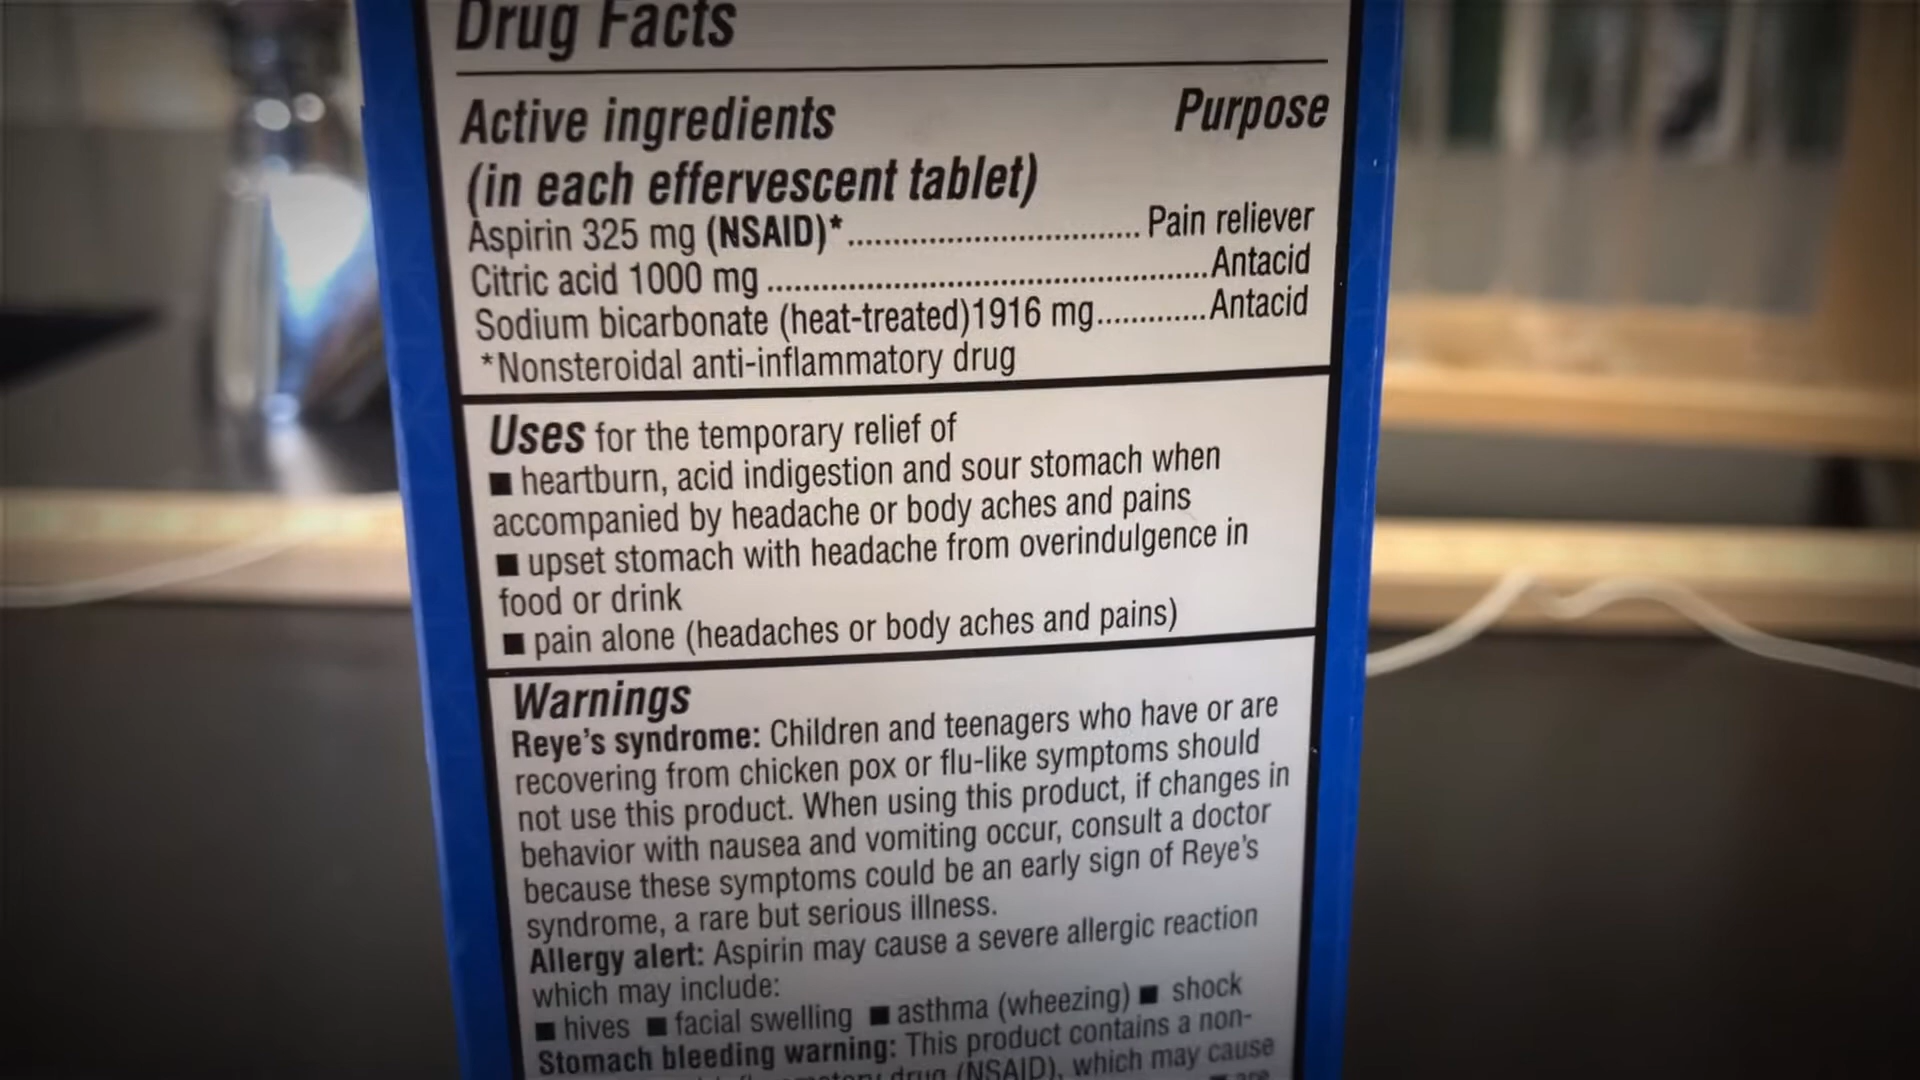 Drug Facts
Active ingredients Purpose
(in each effervescent tablet)
Aspirin 325 mg (NSAID)*.................................. Pain reliever
Citric acid 1000 mg ....................................................Antacid
Sodium bicarbonate (heat-treated)1916 mg.............Antacid
*Nonsteroidal anti-inflammatory drug
Uses for the temporary relief of
■ heartburn, acid indigestion and sour stomach when
accompanied by headache or body aches and pains
■ upset stomach with headache from overindulgence in
food or drink
■ pain alone (headaches or body aches and pains)
Warnings
Reye's syndrome: Children and teenagers who have or are
recovering from chicken pox or flu-like symptoms should
not use this product. When using this product, if changes in
behavior with nausea and vomiting occur, consult a doctor
because these symptoms could be an early sign of Reye's
syndrome, a rare but serious illness.
Allergy alert: Aspirin may cause a severe allergic reaction
which may include:
■ hives ■ facial swelling ■ asthma (wheezing) ■ shock
Stomach bleeding warning: This product contains a non-
drug (NSAID), which may cause
■ are